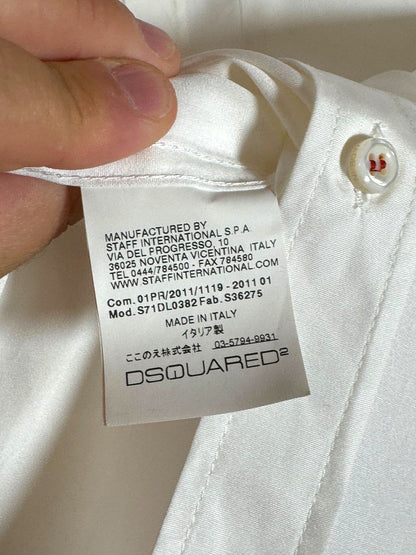 MANUFACTURED BY
STAFF INTERNATIONAL S.P.A.
VIA DEL PROGRESSO, 10
36025 NOVENTA VICENTINA ITALY
TEL 0444/784500 - FAX 784580
WWW.STAFFINTERNATIONAL.COM
Com. 01PR/2011/1119 - 2011 01
Mod. S71DL0382 Fab. S36275
MADE IN ITALY
イタリア製
ここのえ株式会社 03-5794-9931
DSQUARED2